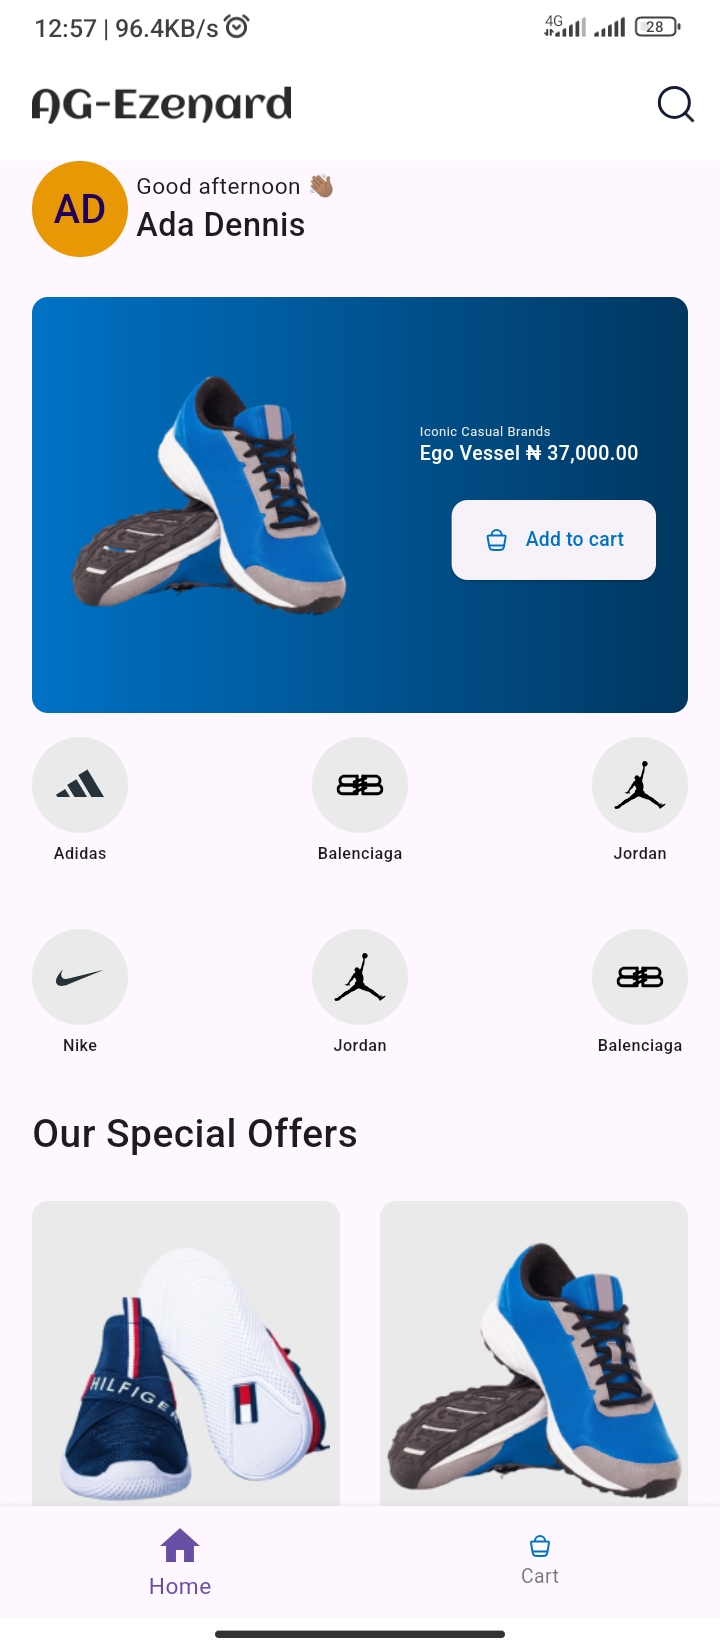 12:57 | 96.4KB/s
4G
28
AG-Ezenard
AD
Good afternoon 👋🏽
Ada Dennis
Iconic Casual Brands
Ego Vessel ₦ 37,000.00
Add to cart
Adidas
Balenciaga
Jordan
Nike
Jordan
Balenciaga
Our Special Offers
HILFIGER
Home
Cart